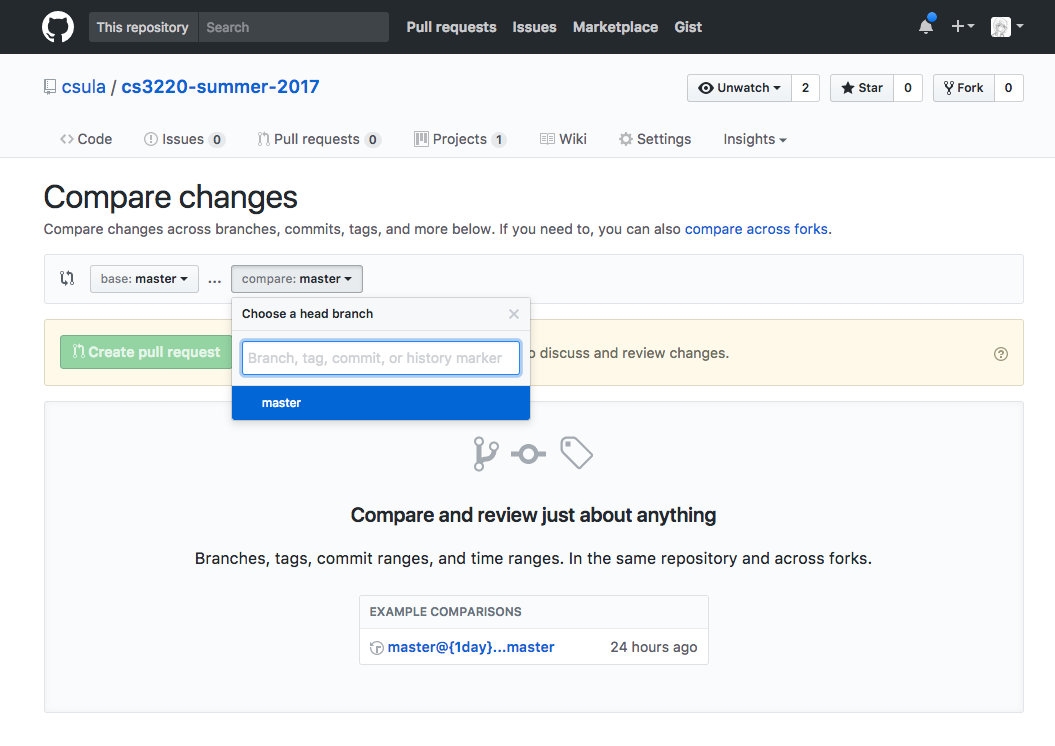 This repository Search Pull requests Issues Marketplace Gist
csula / cs3220-summer-2017 Unwatch 2 Star 0 Fork 0
Code Issues 0 Pull requests 0 Projects 1 Wiki Settings Insights
Compare changes
Compare changes across branches, commits, tags, and more below. If you need to, you can also compare across forks.
base: master ... compare: master
Choose a head branch
Create pull request
Branch, tag, commit, or history marker
o discuss and review changes.
master
Compare and review just about anything
Branches, tags, commit ranges, and time ranges. In the same repository and across forks.
EXAMPLE COMPARISONS
master@{1day}...master 24 hours ago